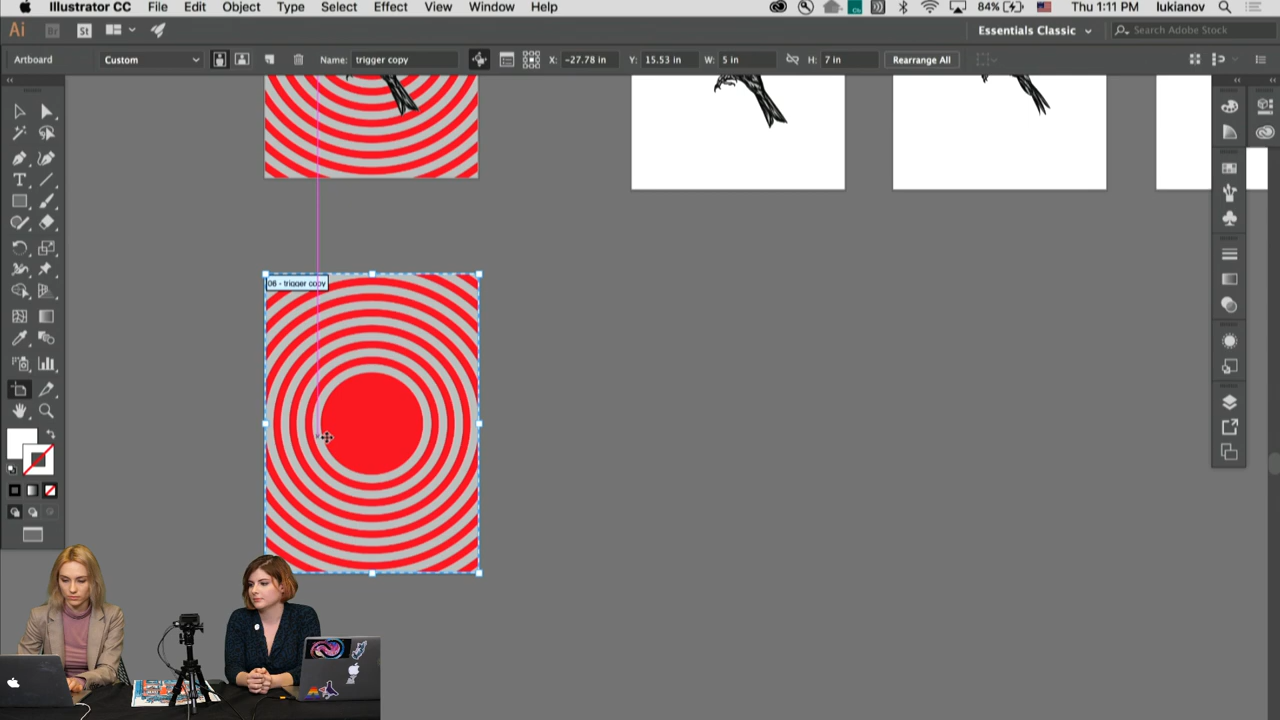 Illustrator CC File Edit Object Type Select Effect View Window Help 84% Thu 1:11 PM lukianov
Ai Br St Essentials Classic Search Adobe Stock
Artboard Custom Name: trigger copy X: -27.78 in Y: 15.53 in W: 5 in H: 7 in Rearrange All
06 - trigger copy